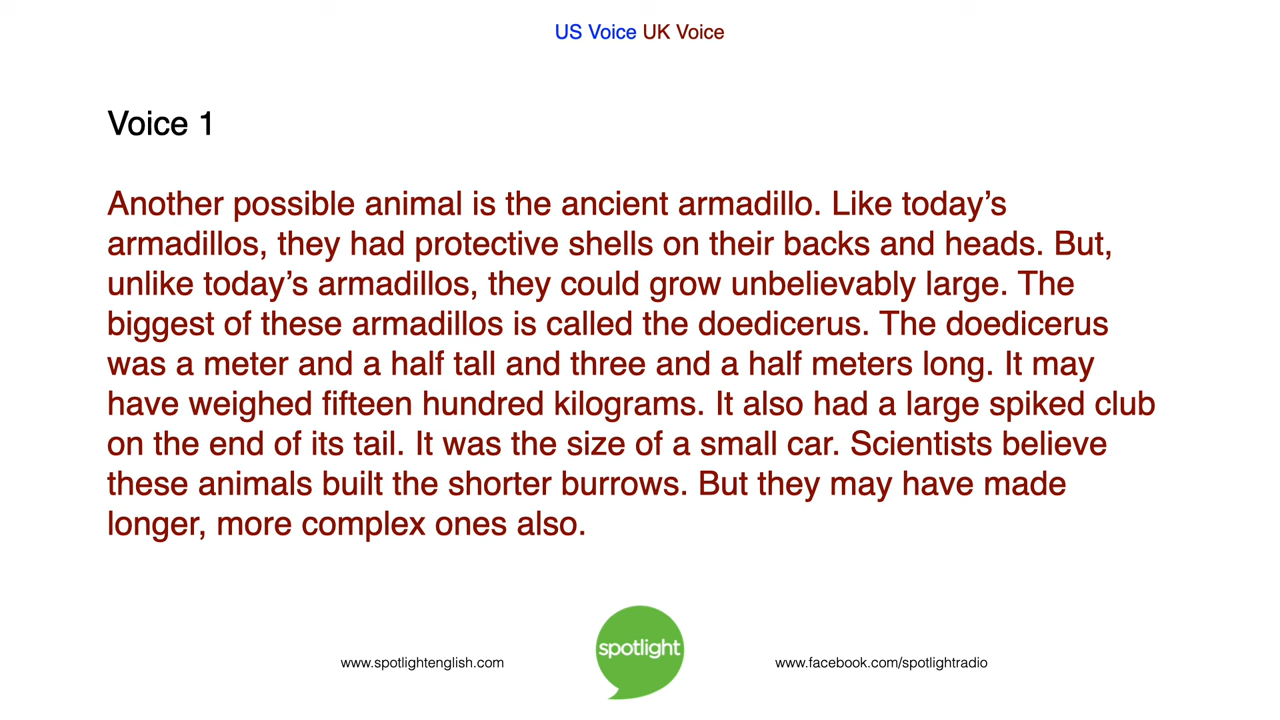 US Voice UK Voice
Voice 1
Another possible animal is the ancient armadillo. Like today’s
armadillos, they had protective shells on their backs and heads. But,
unlike today’s armadillos, they could grow unbelievably large. The
biggest of these armadillos is called the doedicerus. The doedicerus
was a meter and a half tall and three and a half meters long. It may
have weighed fifteen hundred kilograms. It also had a large spiked club
on the end of its tail. It was the size of a small car. Scientists believe
these animals built the shorter burrows. But they may have made
longer, more complex ones also.
www.spotlightenglish.com
spotlight
www.facebook.com/spotlightradio